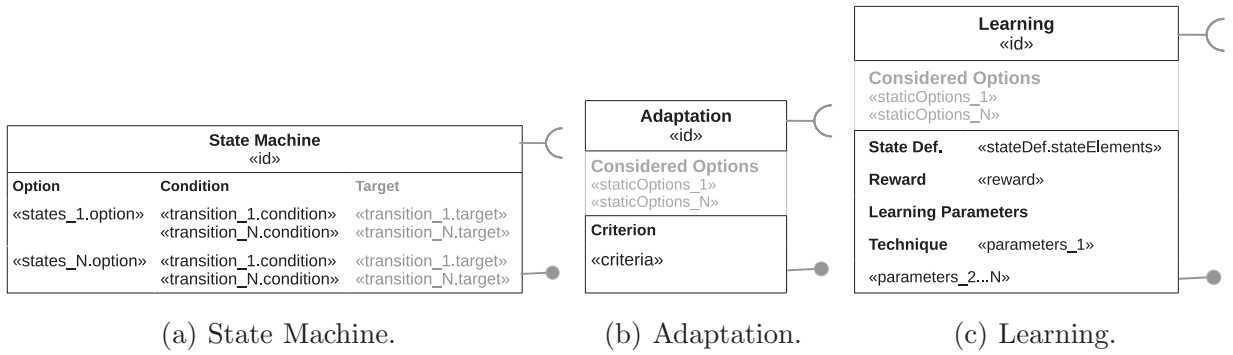 State Machine
«id»
Option Condition Target
«states_1.option» «transition_1.condition» «transition_1.target»
«transition_N.condition» «transition_N.target»
«states_N.option» «transition_1.condition» «transition_1.target»
«transition_N.condition» «transition_N.target»
(a) State Machine.
Adaptation
«id»
Considered Options
«staticOptions_1»
«staticOptions_N»
Criterion
«criteria»
(b) Adaptation.
Learning
«id»
Considered Options
«staticOptions_1»
«staticOptions_N»
State Def. «stateDef.stateElements»
Reward «reward»
Learning Parameters
Technique «parameters_1»
«parameters_2...N»
(c) Learning.